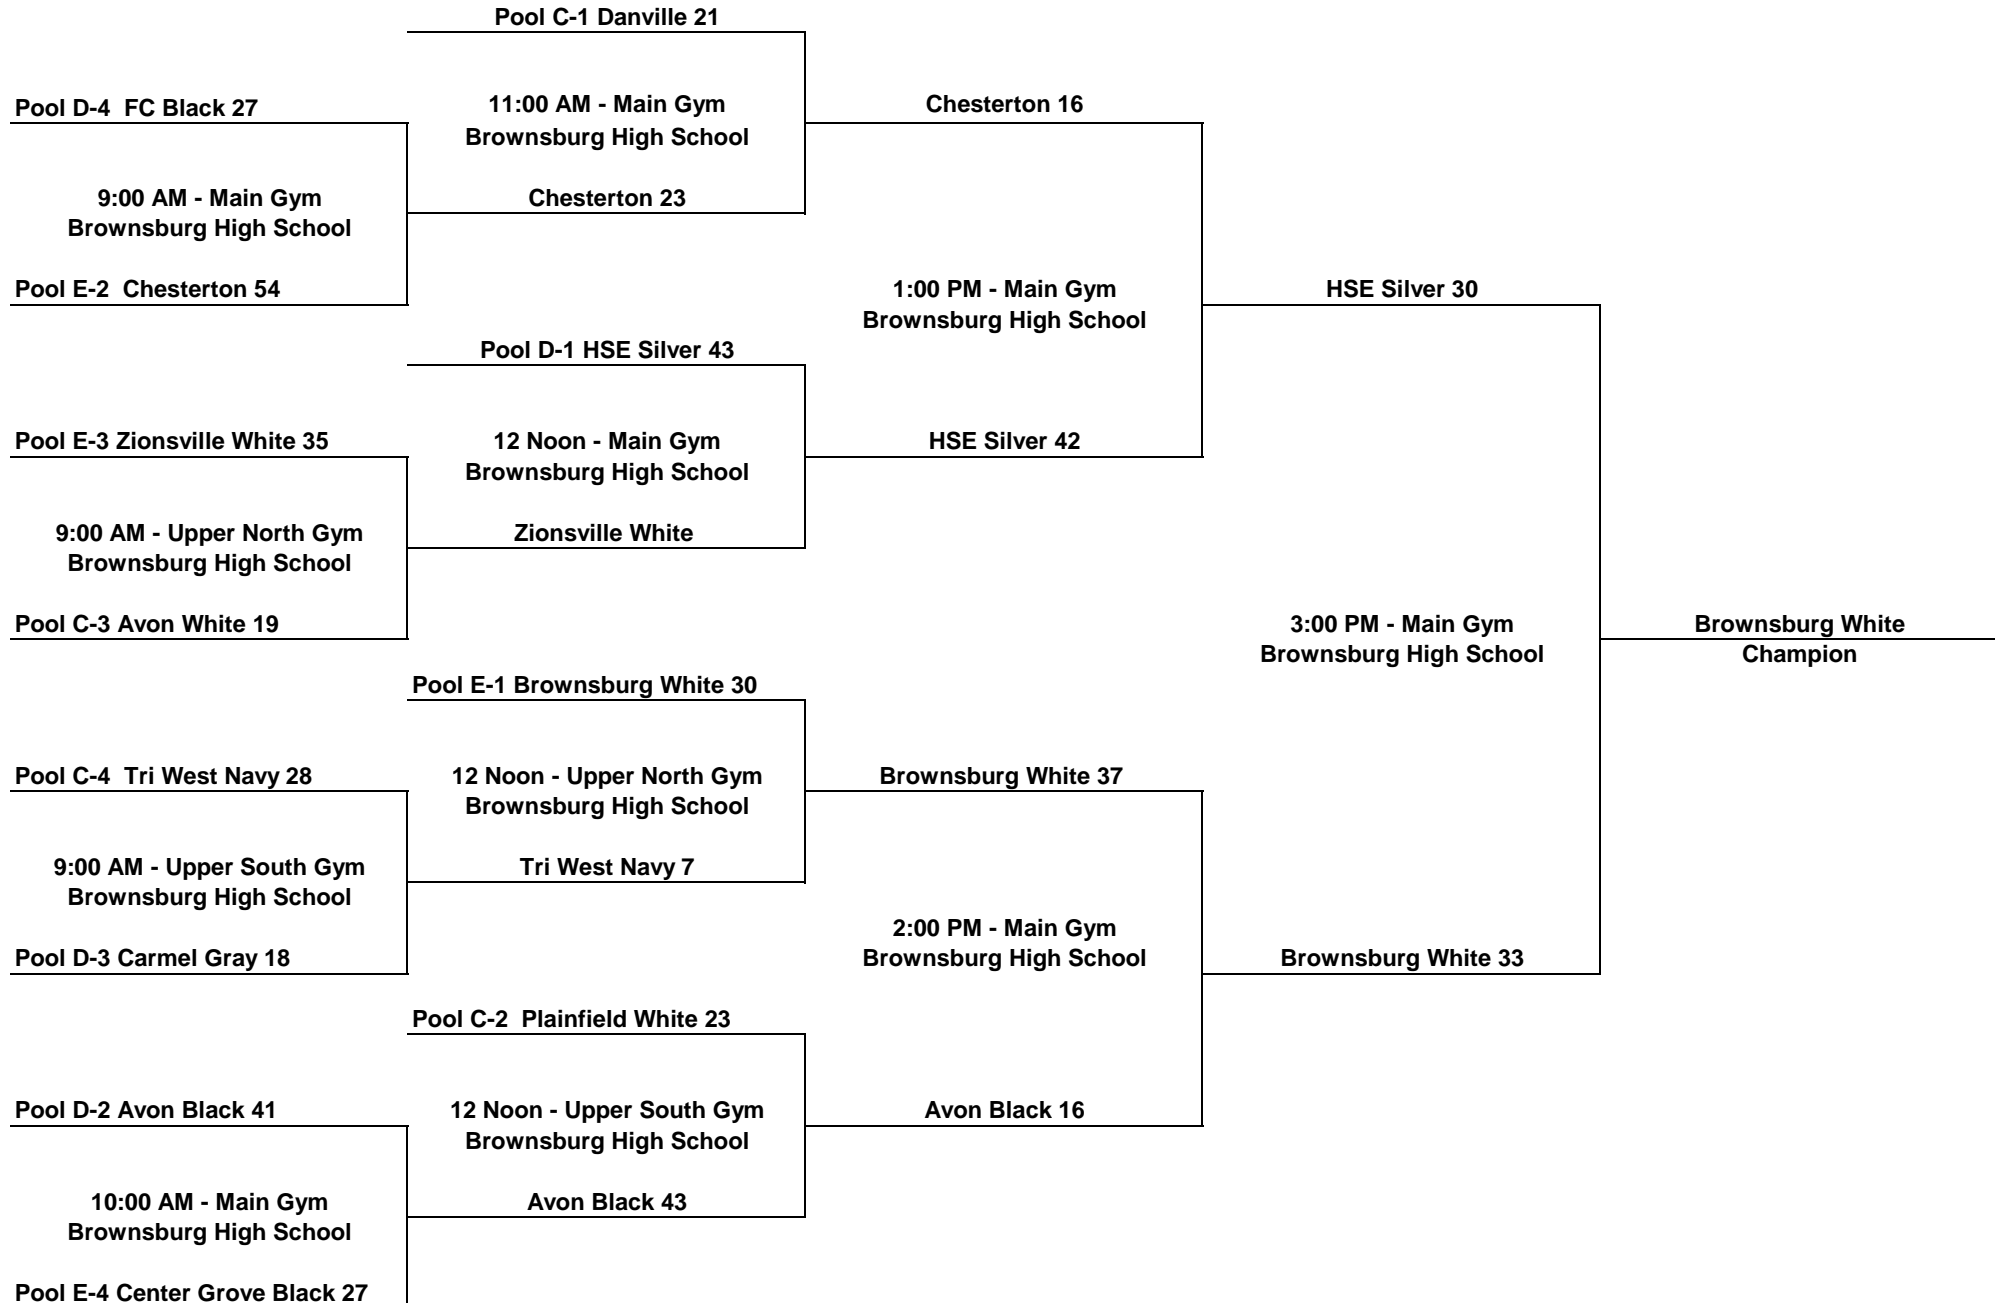 Pool C-1 Danville 21
Pool D-4  FC Black 27
11:00 AM - Main Gym
Brownsburg High School
Chesterton 16
9:00 AM - Main Gym
Brownsburg High School
Chesterton 23
Pool E-2  Chesterton 54
1:00 PM - Main Gym
Brownsburg High School
HSE Silver 30
Pool D-1 HSE Silver 43
Pool E-3 Zionsville White 35
12 Noon - Main Gym
Brownsburg High School
HSE Silver 42
9:00 AM - Upper North Gym
Brownsburg High School
Zionsville White
Pool C-3 Avon White 19
3:00 PM - Main Gym
Brownsburg High School
Brownsburg White
Champion
Pool E-1 Brownsburg White 30
Pool C-4  Tri West Navy 28
12 Noon - Upper North Gym
Brownsburg High School
Brownsburg White 37
9:00 AM - Upper South Gym
Brownsburg High School
Tri West Navy 7
Pool D-3 Carmel Gray 18
2:00 PM - Main Gym
Brownsburg High School
Brownsburg White 33
Pool C-2  Plainfield White 23
Pool D-2 Avon Black 41
12 Noon - Upper South Gym
Brownsburg High School
Avon Black 16
10:00 AM - Main Gym
Brownsburg High School
Avon Black 43
Pool E-4 Center Grove Black 27